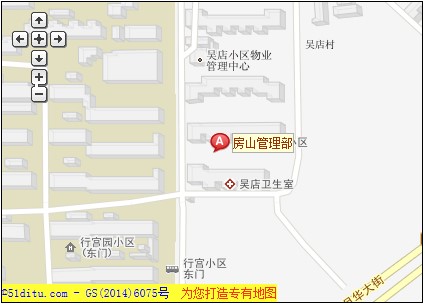 吴店村
吴店小区物业
管理中心
A
房山管理部
小区
吴店卫生室
行宫园小区
(东门)
行宫小区
东门
华大街
51ditu.com - GS(2014)6075号 为您打造专有地图